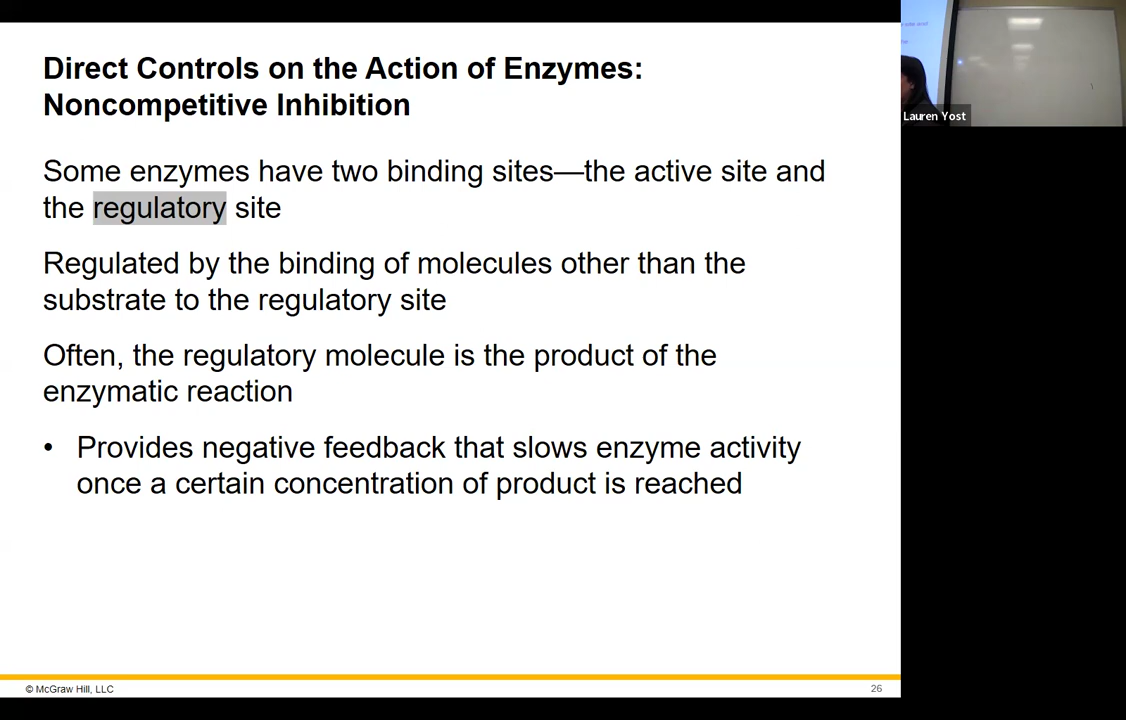 Direct Controls on the Action of Enzymes:
Noncompetitive Inhibition
Some enzymes have two binding sites—the active site and
the regulatory site
Regulated by the binding of molecules other than the
substrate to the regulatory site
Often, the regulatory molecule is the product of the
enzymatic reaction
• Provides negative feedback that slows enzyme activity
once a certain concentration of product is reached
© McGraw Hill, LLC
26
Lauren Yost